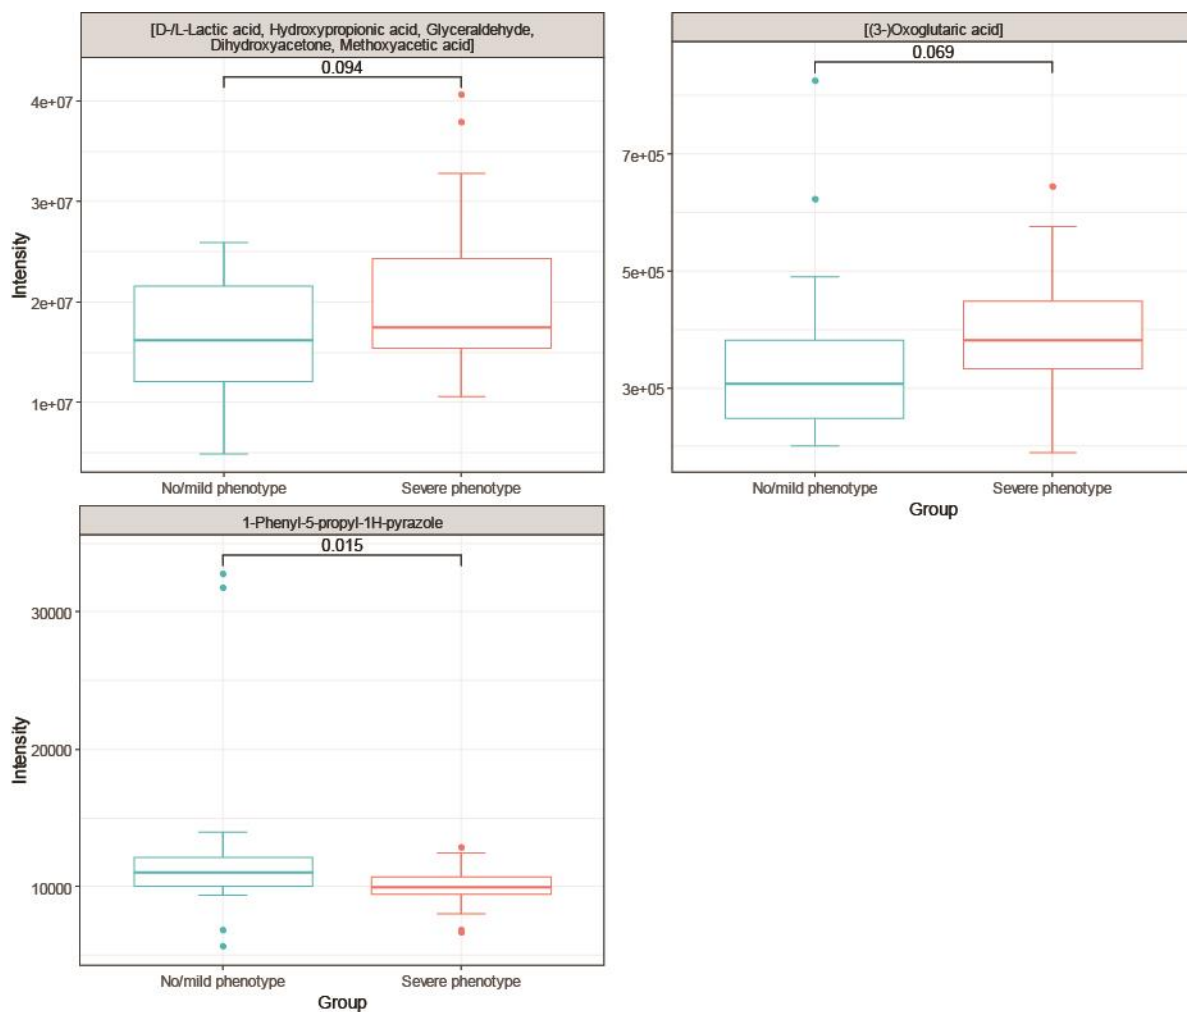 [D-/L-Lactic acid, Hydroxypropionic acid, Glyceraldehyde,
Dihydroxyacetone, Methoxyacetic acid]
0.094
4e+07
3e+07
2e+07
1e+07
Intensity
No/mild phenotype
Severe phenotype
[(3-)Oxoglutaric acid]
0.069
7e+05
5e+05
3e+05
No/mild phenotype
Severe phenotype
Group
1-Phenyl-5-propyl-1H-pyrazole
0.015
30000
20000
10000
Intensity
No/mild phenotype
Severe phenotype
Group